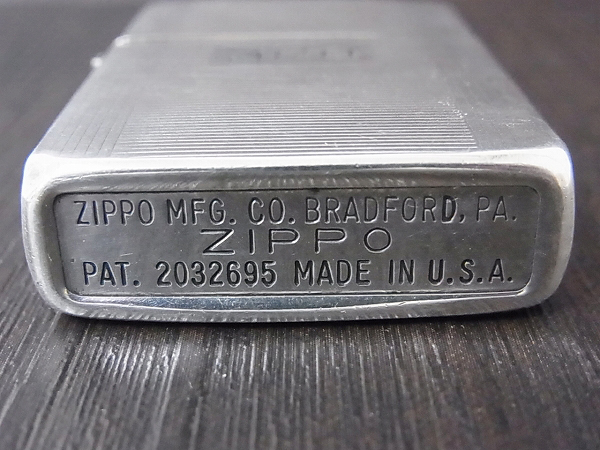 ZIPPO MFG. CO. BRADFORD, PA.
ZIPPO
PAT. 2032695 MADE IN U.S.A.